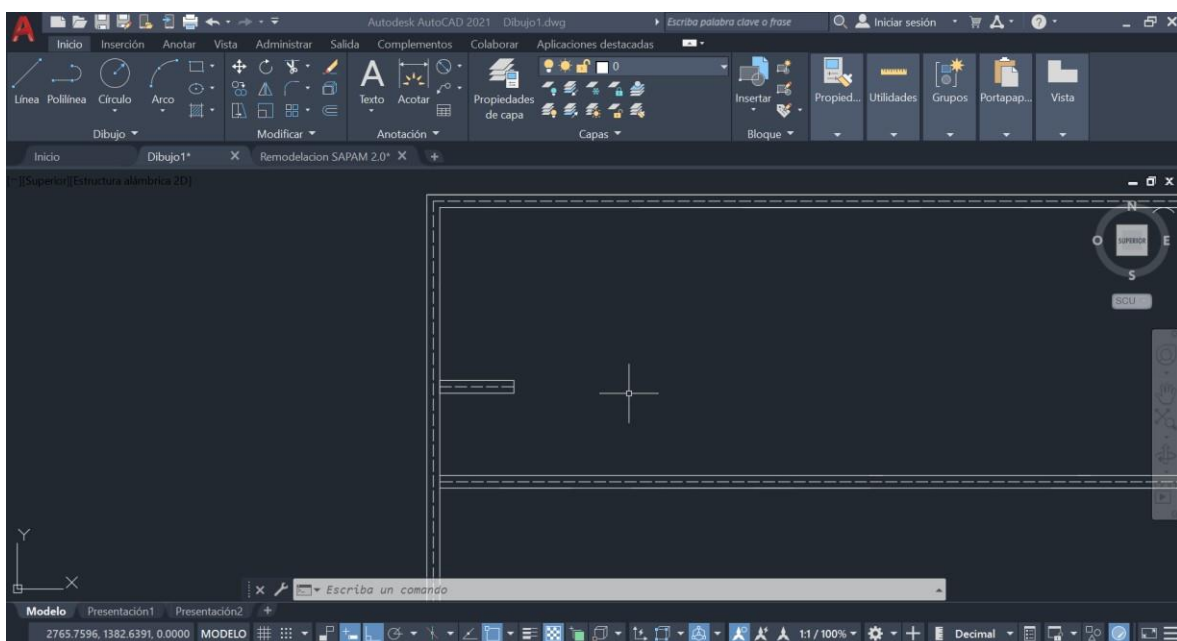 Autodesk AutoCAD 2021 Dibujo1.dwg Escriba palabra clave o frase Iniciar sesión
Inicio Inserción Anotar Vista Administrar Salida Complementos Colaborar Aplicaciones destacadas
0
Línea Polilínea Círculo Arco Texto Acotar Propiedades de capa Insertar Propied... Utilidades Grupos Portapap... Vista
Dibujo Modificar Anotación Capas Bloque
Inicio Dibujo1* Remodelacion SAPAM 2.0*
[−][Superior][Estructura alámbrica 2D]
N
O SUPERIOR E
S
SCU
Y
X
Escriba un comando
Modelo Presentación1 Presentación2
2765.7596, 1382.6391, 0.0000 MODELO 1:1 / 100% Decimal